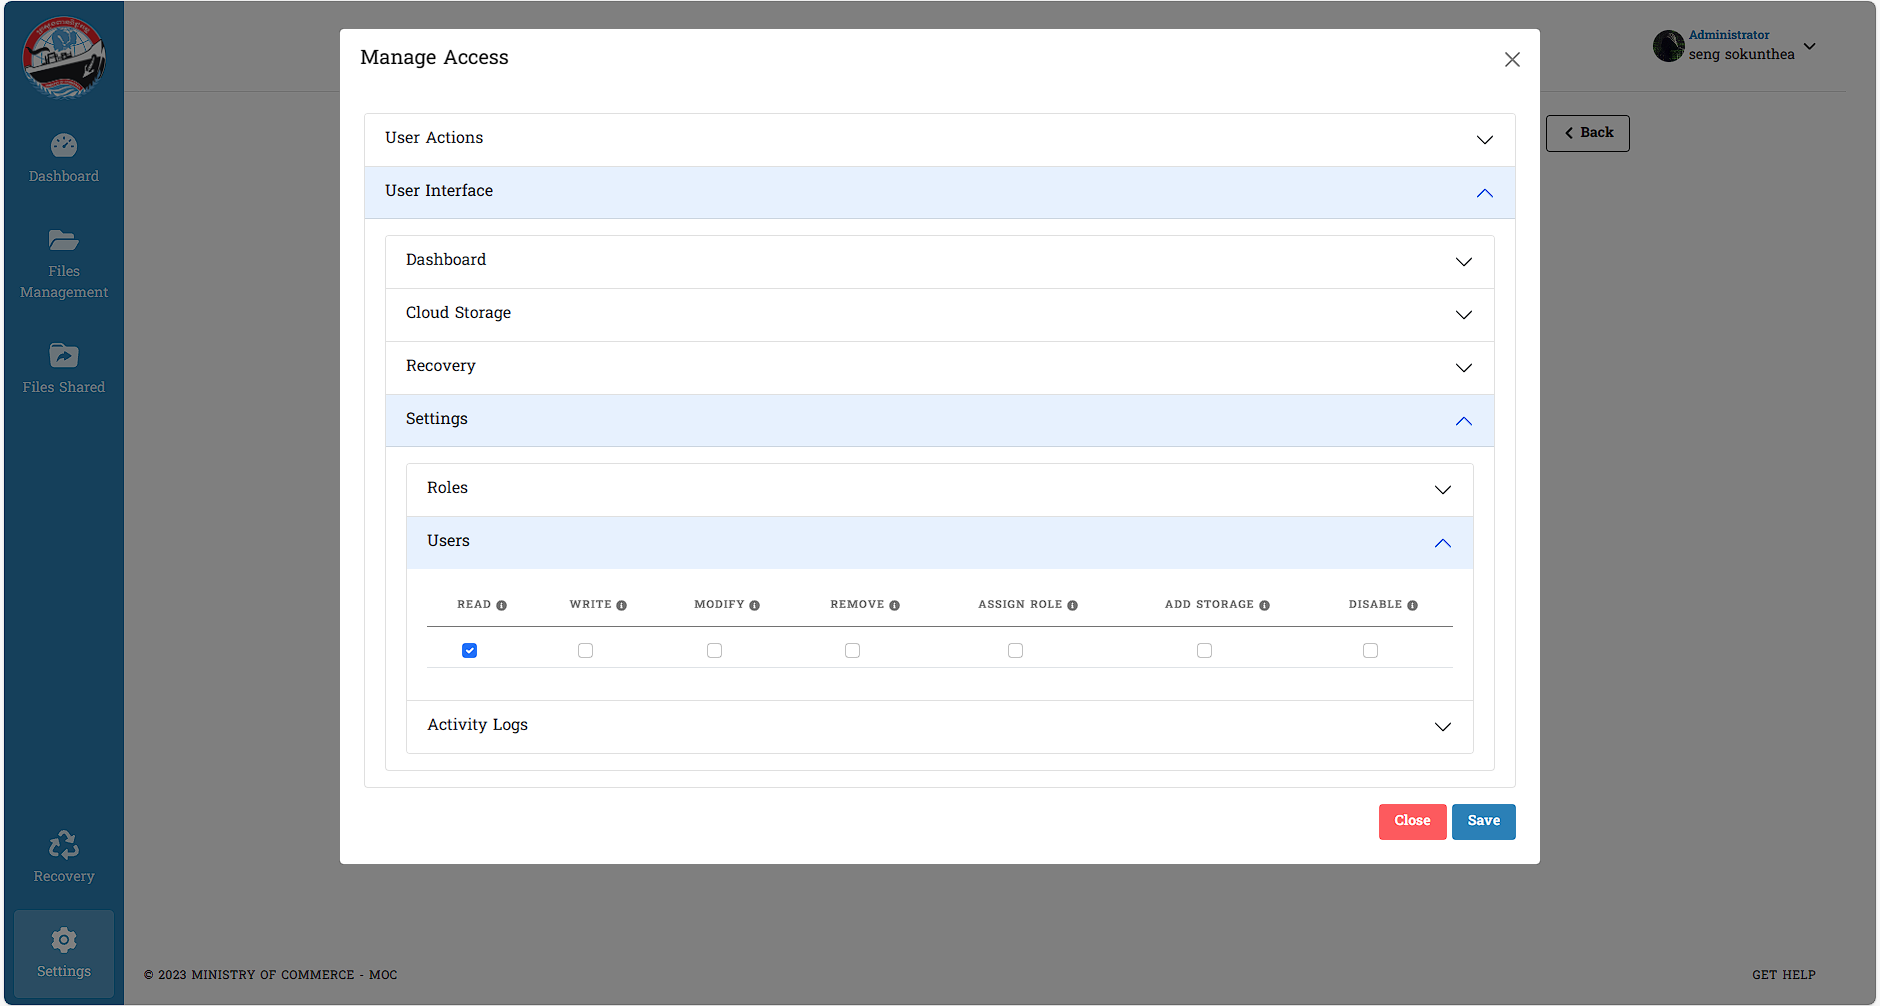 Manage Access
Administrator
seng sokunthea
Back
Dashboard
Files
Management
Files Shared
Recovery
Settings
User Actions
User Interface
Dashboard
Cloud Storage
Recovery
Settings
Roles
Users
READ WRITE MODIFY REMOVE ASSIGN ROLE ADD STORAGE DISABLE
Activity Logs
Close Save
© 2023 MINISTRY OF COMMERCE - MOC
GET HELP